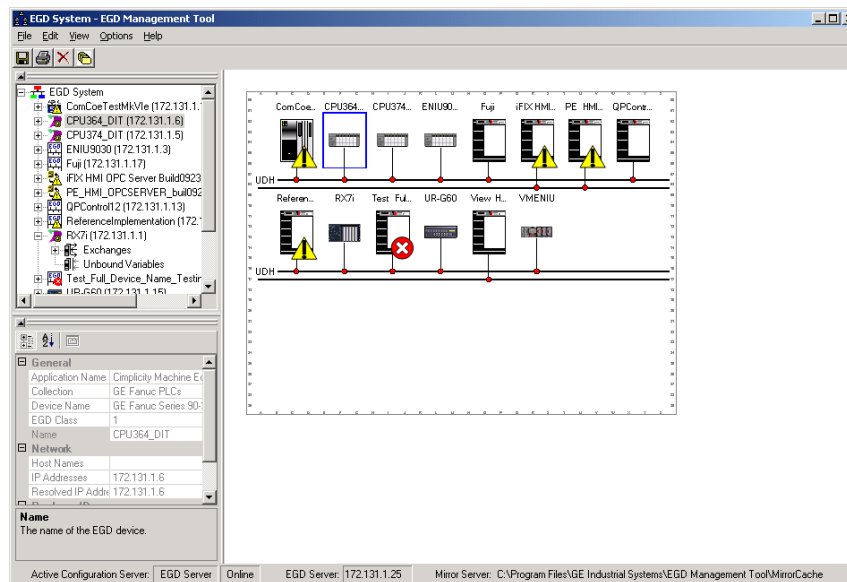 EGD System - EGD Management Tool
File Edit View Options Help
EGD System
ComCoeTestMkVIe (172.131.1.
CPU364_DIT (172.131.1.6)
CPU374_DIT (172.131.1.5)
ENIU9030 (172.131.1.3)
Fuji (172.131.1.17)
iFIX HMI OPC Server Build0923
PE_HMI_OPCSERVER_buil092
QPControl12 (172.131.1.13)
ReferenceImplementation (172.
RX7i (172.131.1.1)
Exchanges
Unbound Variables
Test_Full_Device_Name_Testin
UR-G60 (172.131.1.15)
General
Application Name Cimplicity Machine E
Collection GE Fanuc PLCs
Device Name GE Fanuc Series 90-
EGD Class 1
Name CPU364_DIT
Network
Host Names
IP Addresses 172.131.1.6
Resolved IP Addre 172.131.1.6
Name
The name of the EGD device.
ComCoe... CPU364... CPU374... ENIU90... Fuji iFIX HMI... PE_HMI... QPContr...
UDH
Referen... RX7i Test_Ful... UR-G60 View H... VMENIU
UDH
Active Configuration Server: EGD Server Online EGD Server: 172.131.1.25 Mirror Server: C:\Program Files\GE Industrial Systems\EGD Management Tool\MirrorCache